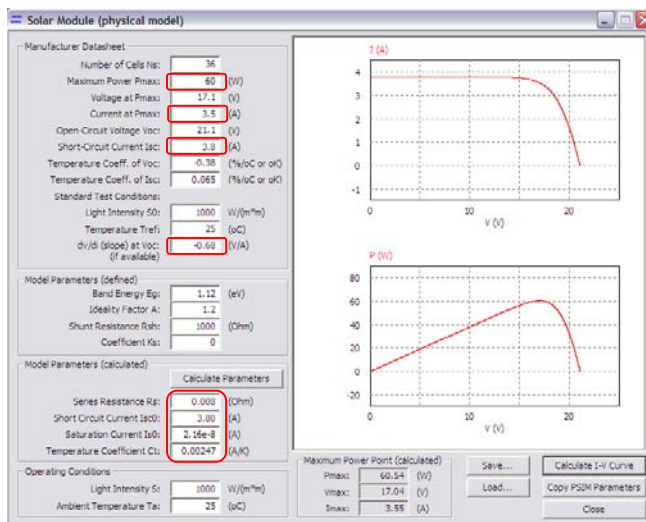 Solar Module (physical model)
Manufacturer Datasheet
Number of Cells Ns: 36
Maximum Power Pmax: 60 (W)
Voltage at Pmax: 17.1 (V)
Current at Pmax: 3.5 (A)
Open-Circuit Voltage Voc: 21.1 (V)
Short-Circuit Current Isc: 3.8 (A)
Temperature Coeff. of Voc: -0.38 (%/oC or oK)
Temperature Coeff. of Isc: 0.065 (%/oC or oK)
Standard Test Conditions:
Light Intensity S0: 1000 W/(m*m)
Temperature Tref: 25 (oC)
dv/di (slope) at Voc: -0.68 (V/A)
(if available)
Model Parameters (defined)
Band Energy Eg: 1.12 (eV)
Ideality Factor A: 1.2
Shunt Resistance Rsh: 1000 (Ohm)
Coefficient Ks: 0
Model Parameters (calculated)
Calculate Parameters
Series Resistance Rs: 0.008 (Ohm)
Short Circuit Current Isc0: 3.80 (A)
Saturation Current Is0: 2.16e-8 (A)
Temperature Coefficient Ct: 0.00247 (A/K)
Operating Conditions
Light Intensity S: 1000 W/(m*m)
Ambient Temperature Ta: 25 (oC)
I (A)
4
3
2
1
0
-1
0 10 20
V (V)
P (W)
80
60
40
20
0
-20
0 10 20
V (V)
Maximum Power Point (calculated)
Pmax: 60.54 (W)
Vmax: 17.04 (V)
Imax: 3.55 (A)
Save...
Load...
Calculate I-V Curve
Copy PSIM Parameters
Close